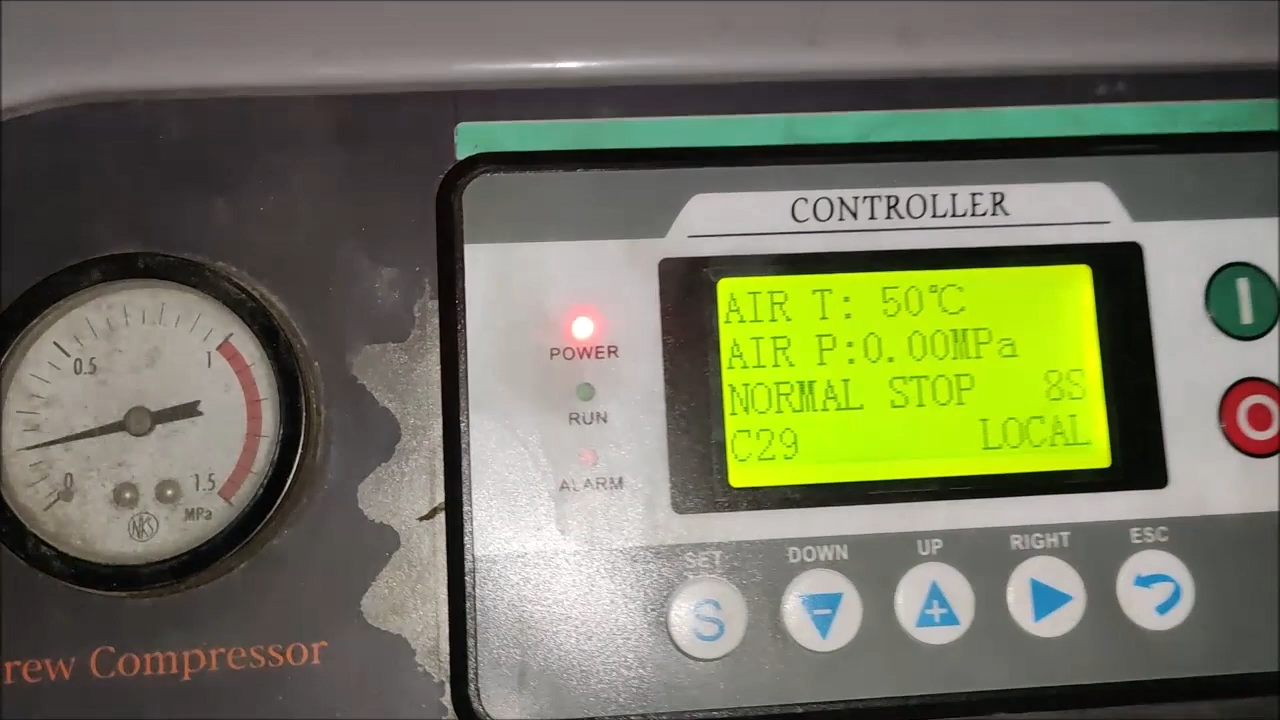 CONTROLLER
AIR T: 50℃
AIR P:0.00MPa
NORMAL STOP 8S
C29 LOCAL
POWER
RUN
ALARM
SET DOWN UP RIGHT ESC
S
0.5 1
0 1.5
MPa
NKS
rew Compressor